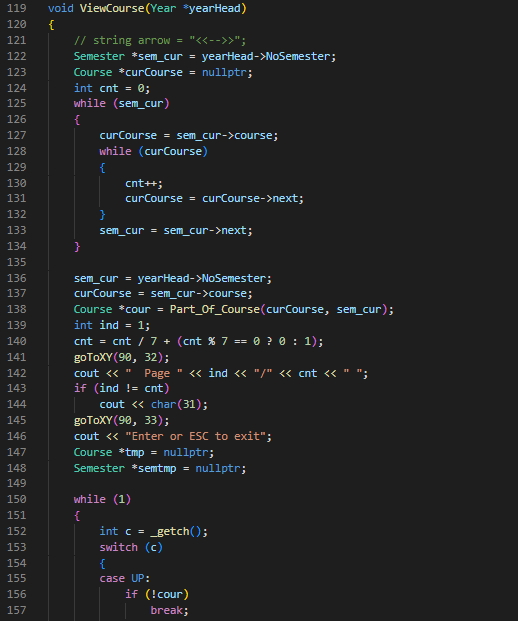 119 void ViewCourse(Year *yearHead)
120 {
121     // string arrow = "<<-->>";
122     Semester *sem_cur = yearHead->NoSemester;
123     Course *curCourse = nullptr;
124     int cnt = 0;
125     while (sem_cur)
126     {
127         curCourse = sem_cur->course;
128         while (curCourse)
129         {
130             cnt++;
131             curCourse = curCourse->next;
132         }
133         sem_cur = sem_cur->next;
134     }
135
136     sem_cur = yearHead->NoSemester;
137     curCourse = sem_cur->course;
138     Course *cour = Part_Of_Course(curCourse, sem_cur);
139     int ind = 1;
140     cnt = cnt / 7 + (cnt % 7 == 0 ? 0 : 1);
141     goToXY(90, 32);
142     cout << "  Page " << ind << "/" << cnt << " ";
143     if (ind != cnt)
144         cout << char(31);
145     goToXY(90, 33);
146     cout << "Enter or ESC to exit";
147     Course *tmp = nullptr;
148     Semester *semtmp = nullptr;
149
150     while (1)
151     {
152         int c = _getch();
153         switch (c)
154         {
155         case UP:
156             if (!cour)
157                 break;